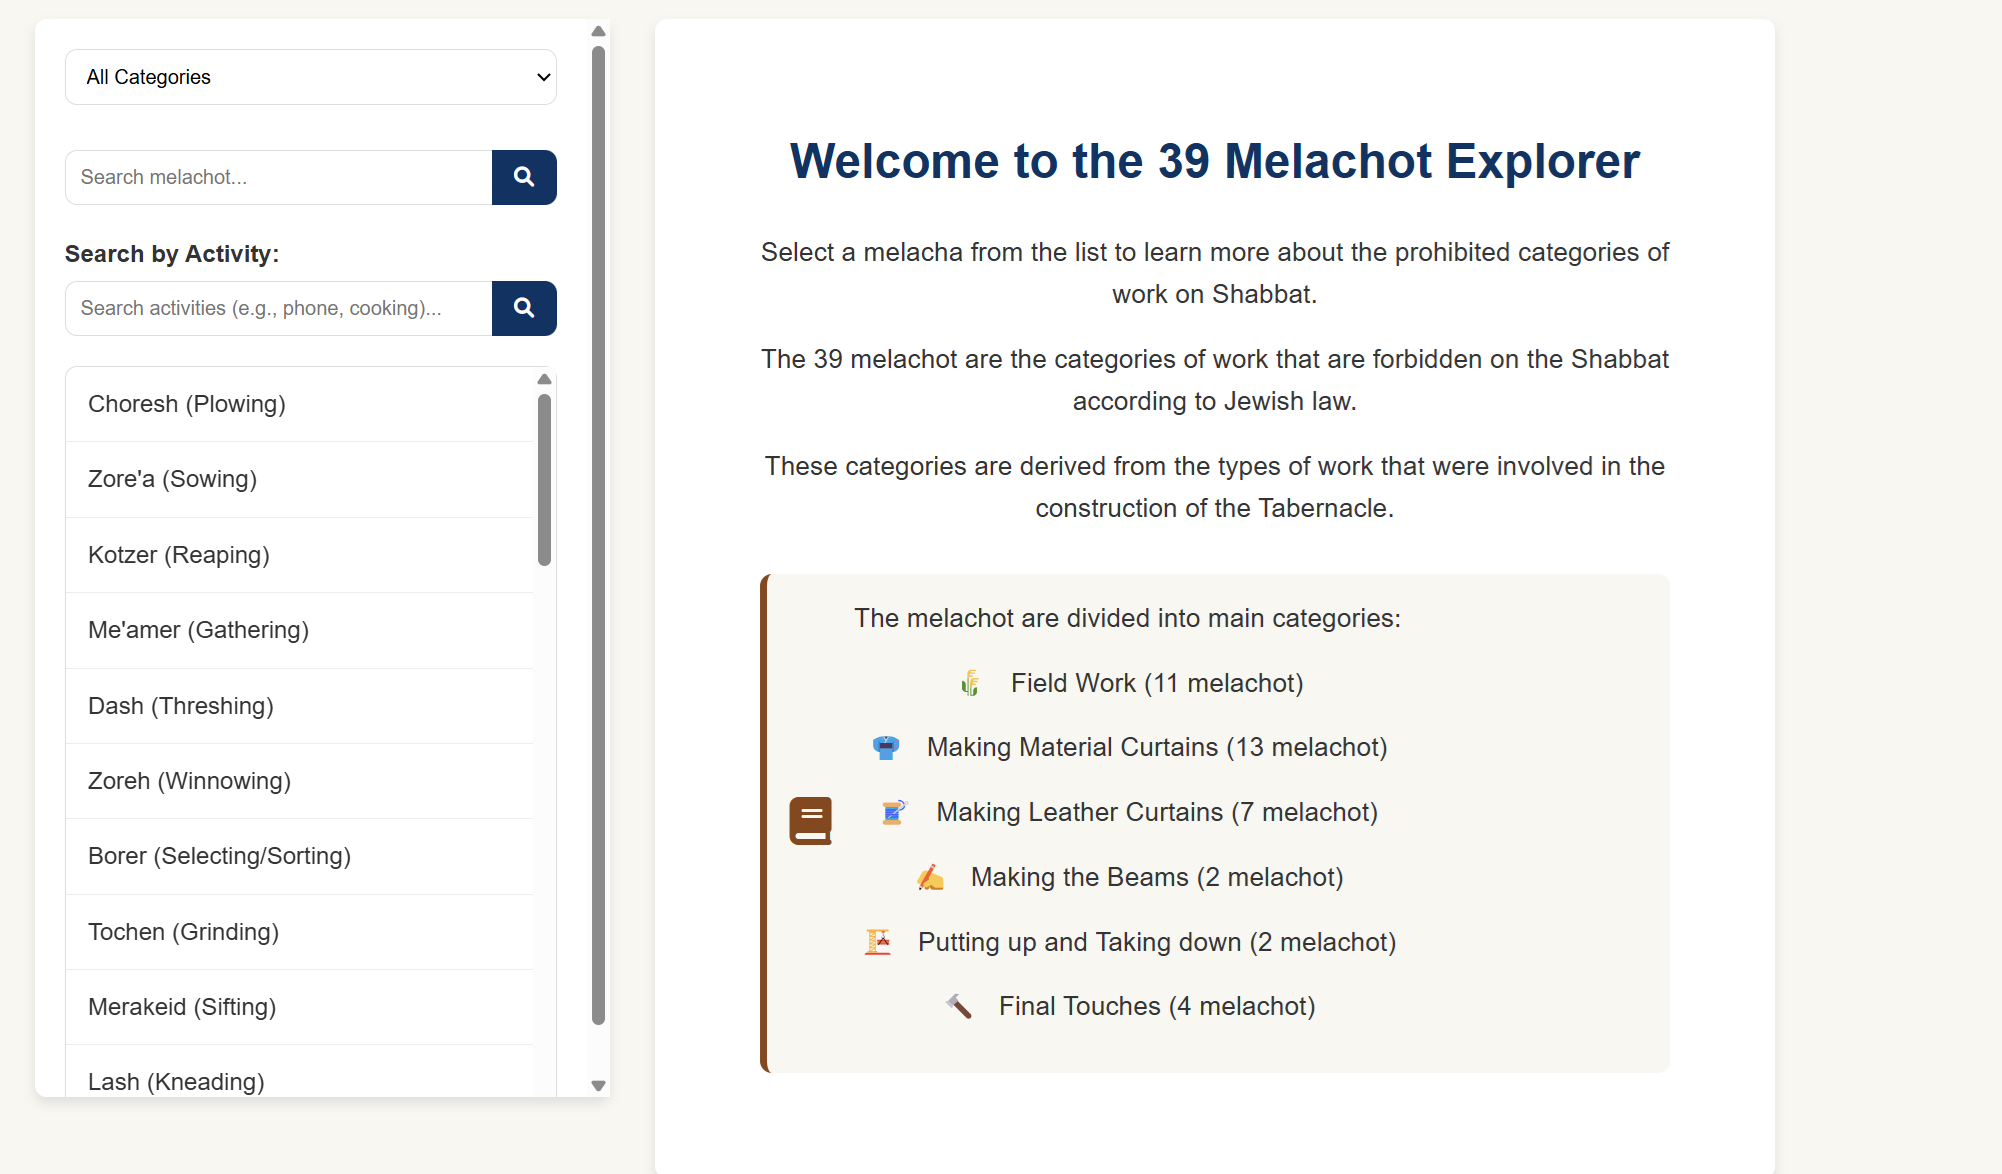 All Categories
Search melachot...
Search by Activity:
Search activities (e.g., phone, cooking)...
Choresh (Plowing)
Zore'a (Sowing)
Kotzer (Reaping)
Me'amer (Gathering)
Dash (Threshing)
Zoreh (Winnowing)
Borer (Selecting/Sorting)
Tochen (Grinding)
Merakeid (Sifting)
Lash (Kneading)
Welcome to the 39 Melachot Explorer
Select a melacha from the list to learn more about the prohibited categories of
work on Shabbat.
The 39 melachot are the categories of work that are forbidden on the Shabbat
according to Jewish law.
These categories are derived from the types of work that were involved in the
construction of the Tabernacle.
The melachot are divided into main categories:
Field Work (11 melachot)
Making Material Curtains (13 melachot)
Making Leather Curtains (7 melachot)
Making the Beams (2 melachot)
Putting up and Taking down (2 melachot)
Final Touches (4 melachot)